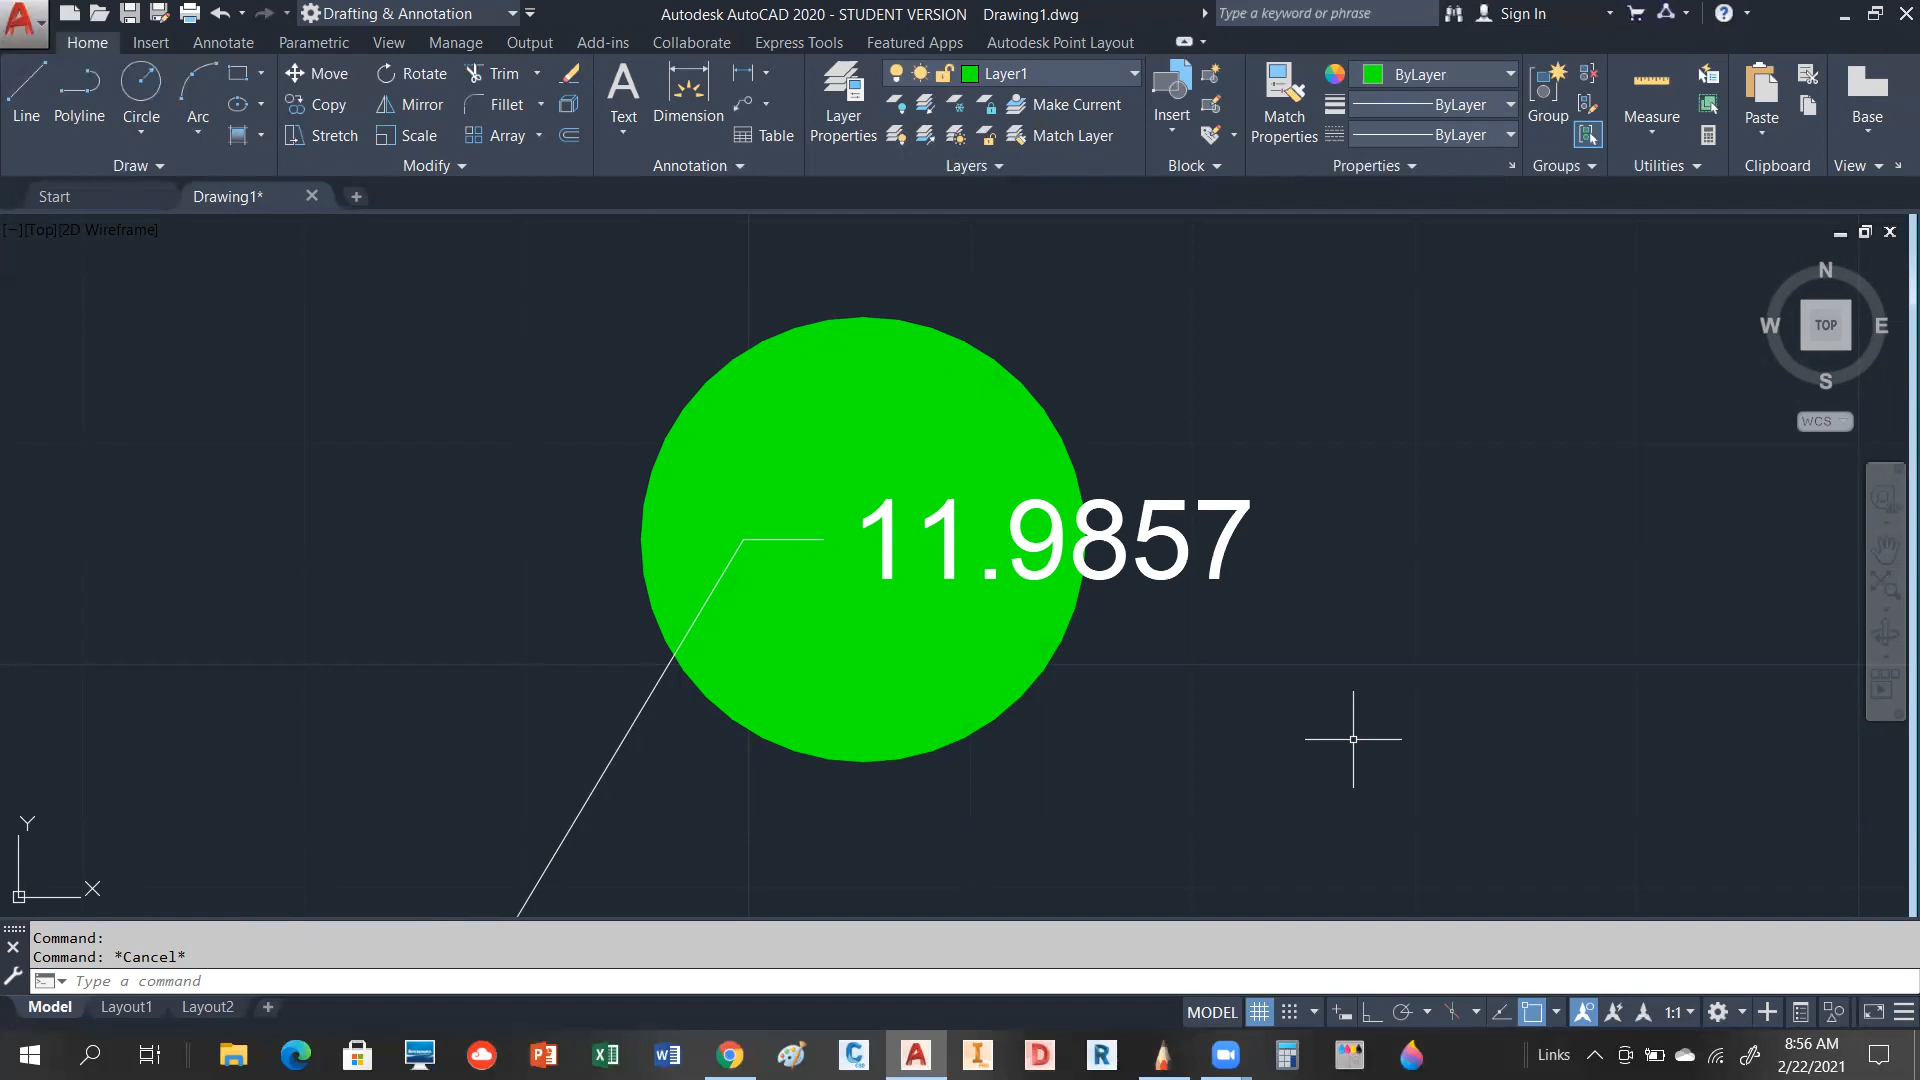 Drafting & Annotation
Autodesk AutoCAD 2020 - STUDENT VERSION Drawing1.dwg
Type a keyword or phrase
Sign In
Home Insert Annotate Parametric View Manage Output Add-ins Collaborate Express Tools Featured Apps Autodesk Point Layout
Line
Polyline
Circle
Arc
Draw
Move
Rotate
Trim
Copy
Mirror
Fillet
Stretch
Scale
Array
Modify
Text
Dimension
Table
Annotation
Layer
Properties
Layer1
Make Current
Match Layer
Layers
Insert
Block
Match
Properties
ByLayer
ByLayer
ByLayer
Properties
Group
Groups
Measure
Utilities
Paste
Clipboard
Base
View
Start
Drawing1*
[−][Top][2D Wireframe]
N
W
TOP
E
S
WCS
11.9857
Y
X
Command:
Command: *Cancel*
Type a command
Model Layout1 Layout2
MODEL
1:1
Links
8:56 AM
2/22/2021